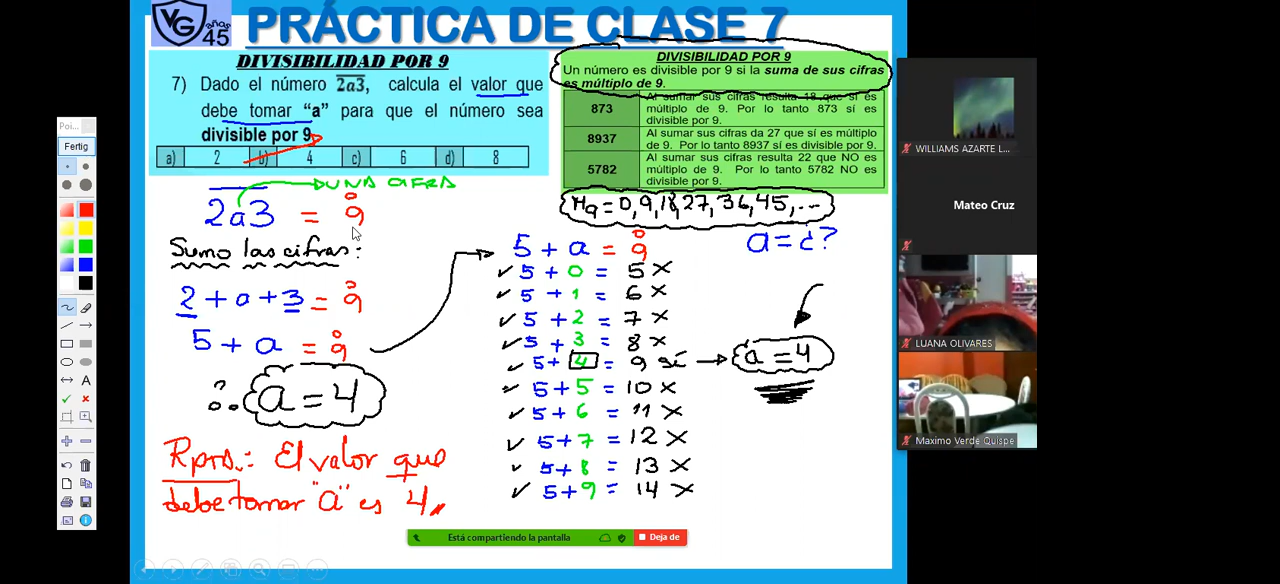 VG
años
45
PRÁCTICA DE CLASE 7
DIVISIBILIDAD POR 9
7) Dado el número 2a3, calcula el valor que
debe tomar "a" para que el número sea
divisible por 9
a) 2 b) 4 c) 6 d) 8
DIVISIBILIDAD POR 9
Un número es divisible por 9 si la suma de sus cifras
es múltiplo de 9.
873
Al sumar sus cifras resulta 18 que sí es
múltiplo de 9. Por lo tanto 873 sí es
divisible por 9.
8937
Al sumar sus cifras da 27 que sí es múltiplo
de 9. Por lo tanto 8937 sí es divisible por 9.
5782
Al sumar sus cifras resulta 22 que NO es
múltiplo de 9. Por lo tanto 5782 NO es
divisible por 9.
M9=0,9,18,27,36,45,...
UNA CIFRA
2a3 = 9°
Sumo las cifras:
2+a+3=9°
5+a=9°
∴ a=4
Rpta.: El valor que
debe tomar "a" es 4
5+a=9°
a=¿?
✓ 5+0=5 X
✓ 5+1=6 X
✓ 5+2=7 X
✓ 5+3=8 X
✓ 5+4=9 sí → a=4
✓ 5+5=10 X
✓ 5+6=11 X
✓ 5+7=12 X
✓ 5+8=13 X
✓ 5+9=14 X
Poi...
Fertig
A
WILLIAMS AZARTE L...
Mateo Cruz
LUANA OLIVARES
Maximo Verde Quispe
Está compartiendo la pantalla
Deja de